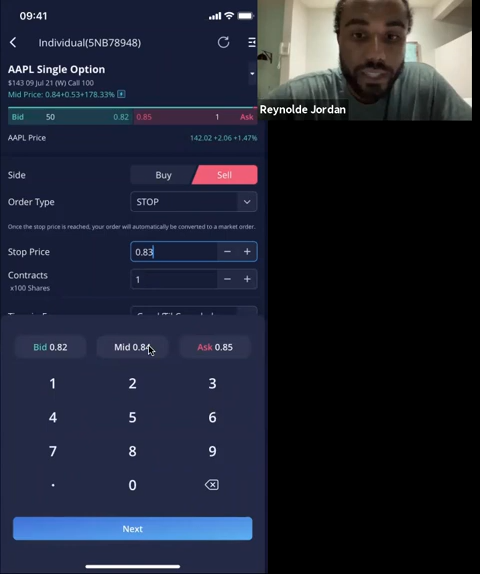 09:41
Individual(5NB78948)
AAPL Single Option
$143 09 Jul 21 (W) Call 100
Mid Price: 0.84+0.53+178.33%
Bid 50 0.82 0.85 1 Ask
AAPL Price 142.02 +2.06 +1.47%
Side Buy Sell
Order Type STOP
Once the stop price is reached, your order will automatically be converted to a market order.
Stop Price 0.83 − +
Contracts 1 − +
x100 Shares
Bid 0.82 Mid 0.84 Ask 0.85
1 2 3
4 5 6
7 8 9
. 0
Next
Reynolde Jordan